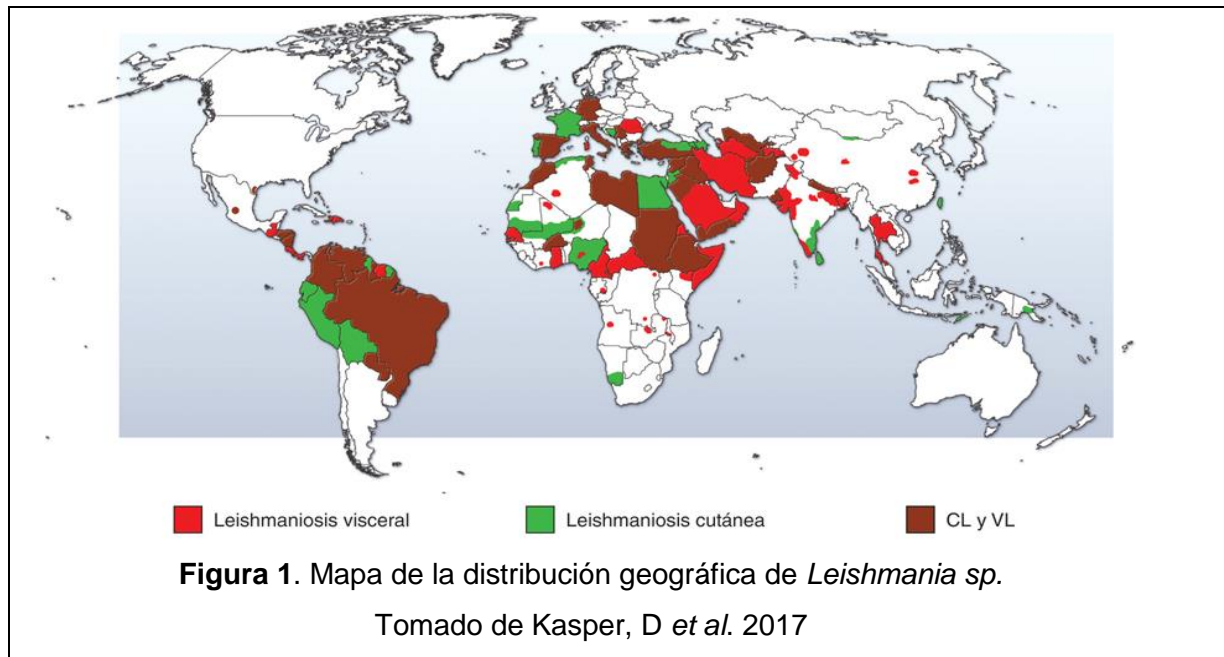 Leishmaniosis visceral
Leishmaniosis cutánea
CL y VL
Figura 1. Mapa de la distribución geográfica de Leishmania sp.
Tomado de Kasper, D et al. 2017